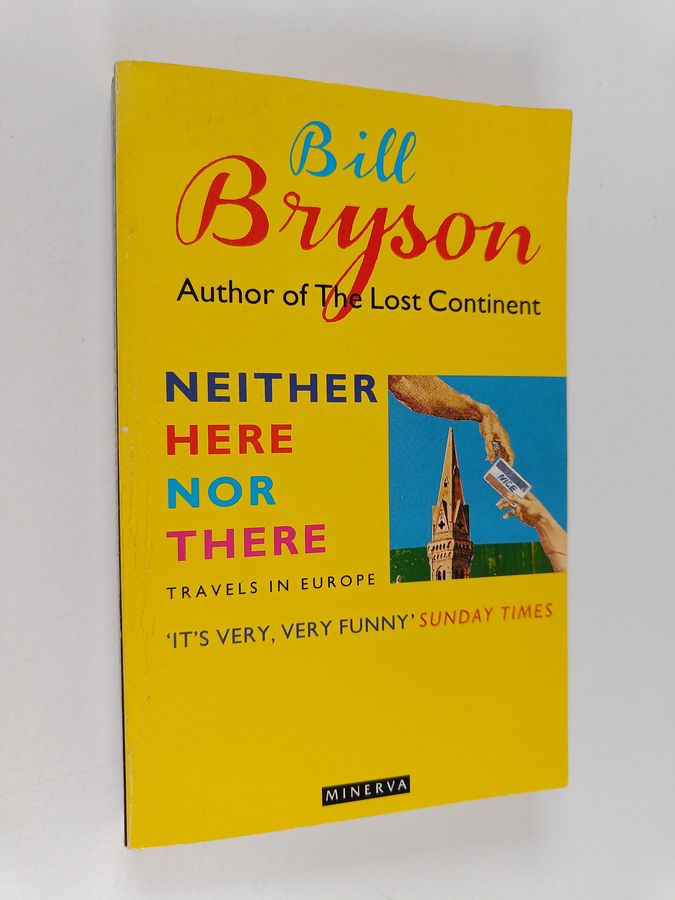 Bill
Bryson
Author of The Lost Continent
NEITHER
HERE
NOR
THERE
TRAVELS IN EUROPE
NICE
'IT'S VERY, VERY FUNNY' SUNDAY TIMES
MINERVA